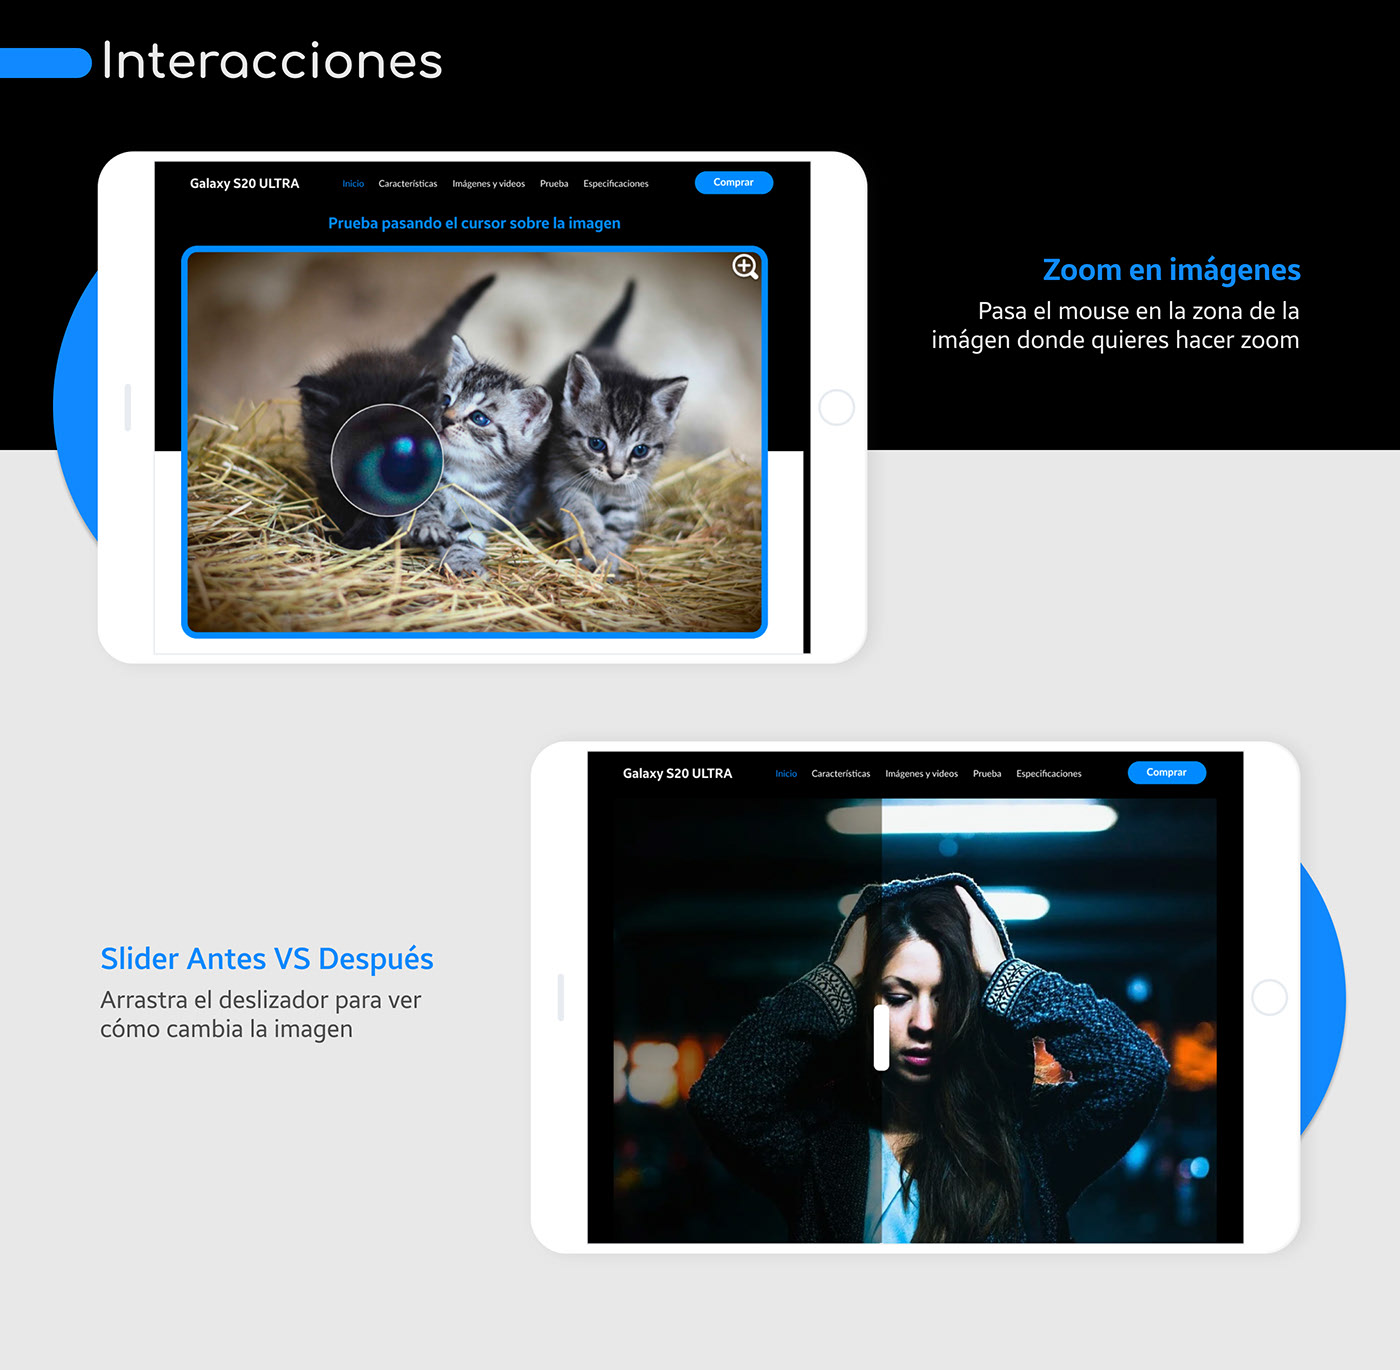 Interacciones
Galaxy S20 ULTRA Inicio Características Imágenes y videos Prueba Especificaciones Comprar
Prueba pasando el cursor sobre la imagen
Zoom en imágenes
Pasa el mouse en la zona de la
imágen donde quieres hacer zoom
Galaxy S20 ULTRA Inicio Características Imágenes y videos Prueba Especificaciones Comprar
Slider Antes VS Después
Arrastra el deslizador para ver
cómo cambia la imagen